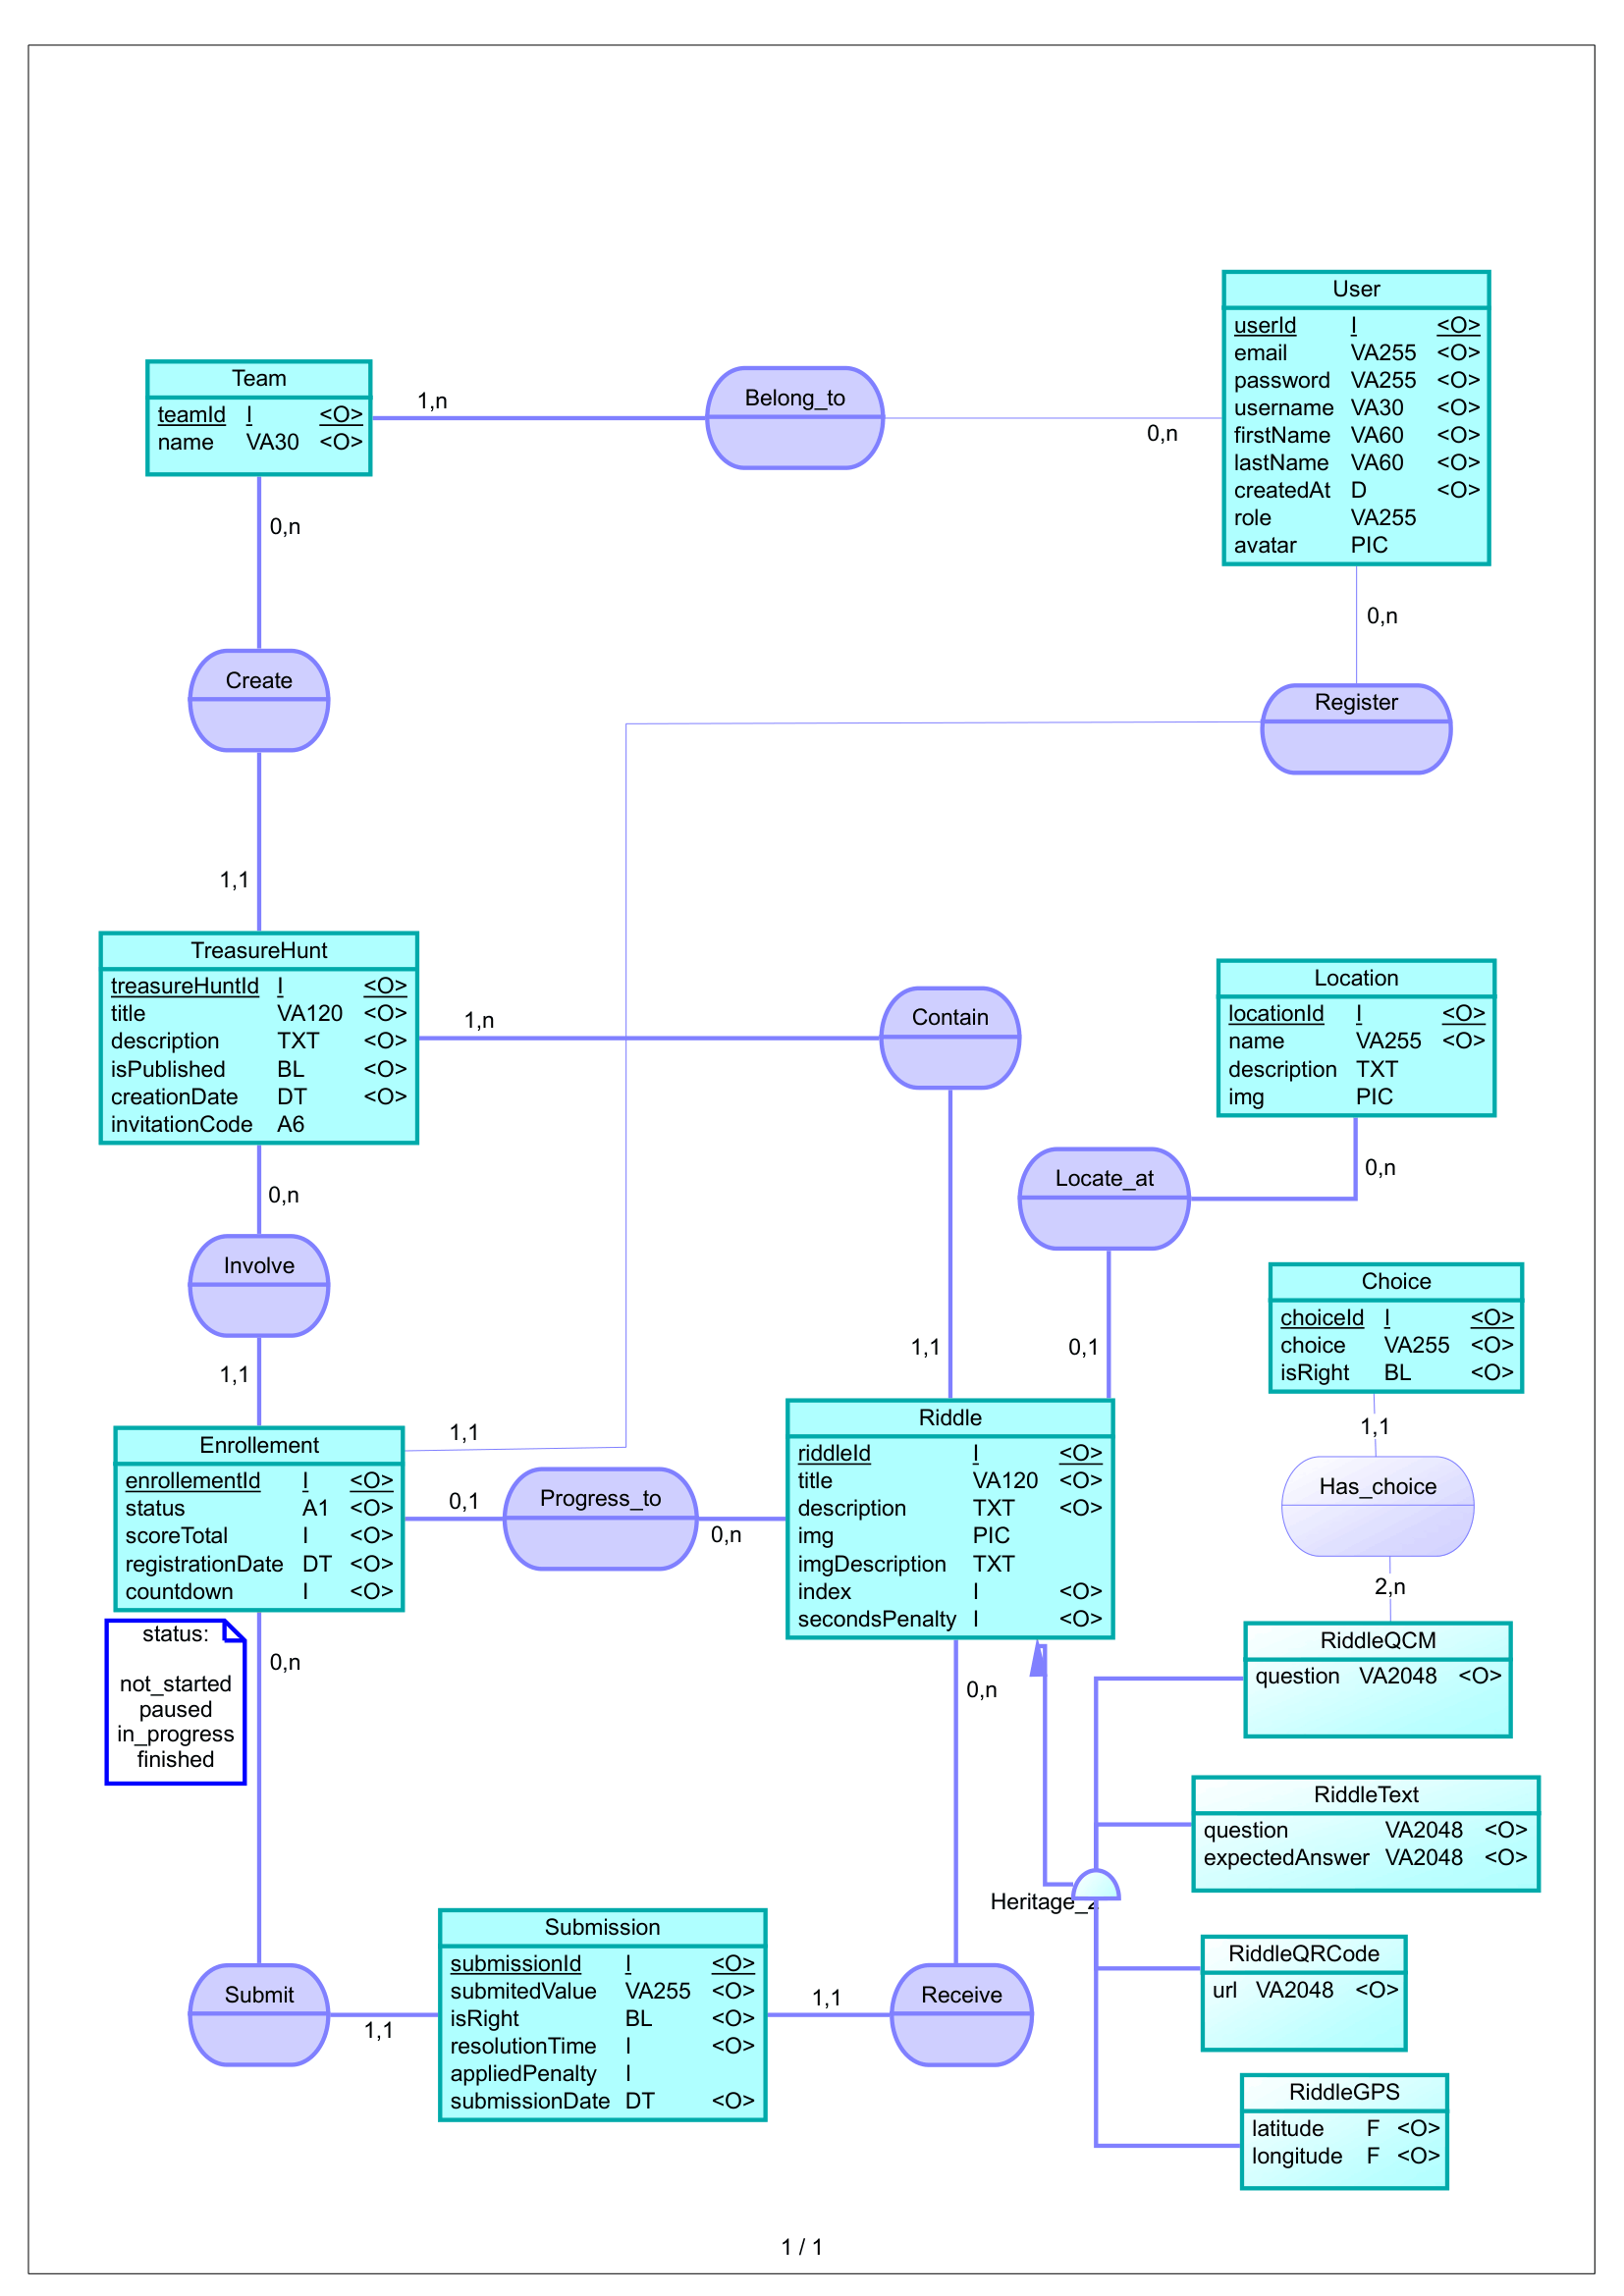 User
userId I <O>
email VA255 <O>
password VA255 <O>
username VA30 <O>
firstName VA60 <O>
lastName VA60 <O>
createdAt D <O>
role VA255
avatar PIC
Team
teamId I <O>
name VA30 <O>
1,n
Belong_to
0,n
0,n
0,n
Create
Register
1,1
TreasureHunt
treasureHuntId I <O>
title VA120 <O>
description TXT <O>
isPublished BL <O>
creationDate DT <O>
invitationCode A6
1,n
Contain
Location
locationId I <O>
name VA255 <O>
description TXT
img PIC
0,n
Locate_at
0,n
Involve
1,1
1,1
0,1
Choice
choiceId I <O>
choice VA255 <O>
isRight BL <O>
1,1
Has_choice
2,n
Enrollement
enrollementId I <O>
status A1 <O>
scoreTotal I <O>
registrationDate DT <O>
countdown I <O>
1,1
0,1
Progress_to
0,n
Riddle
riddleId I <O>
title VA120 <O>
description TXT <O>
img PIC
imgDescription TXT
index I <O>
secondsPenalty I <O>
status:
not_started
paused
in_progress
finished
0,n
0,n
RiddleQCM
question VA2048 <O>
RiddleText
question VA2048 <O>
expectedAnswer VA2048 <O>
Heritage_2
RiddleQRCode
url VA2048 <O>
RiddleGPS
latitude F <O>
longitude F <O>
Submit
1,1
Submission
submissionId I <O>
submitedValue VA255 <O>
isRight BL <O>
resolutionTime I <O>
appliedPenalty I
submissionDate DT <O>
1,1
Receive
1 / 1